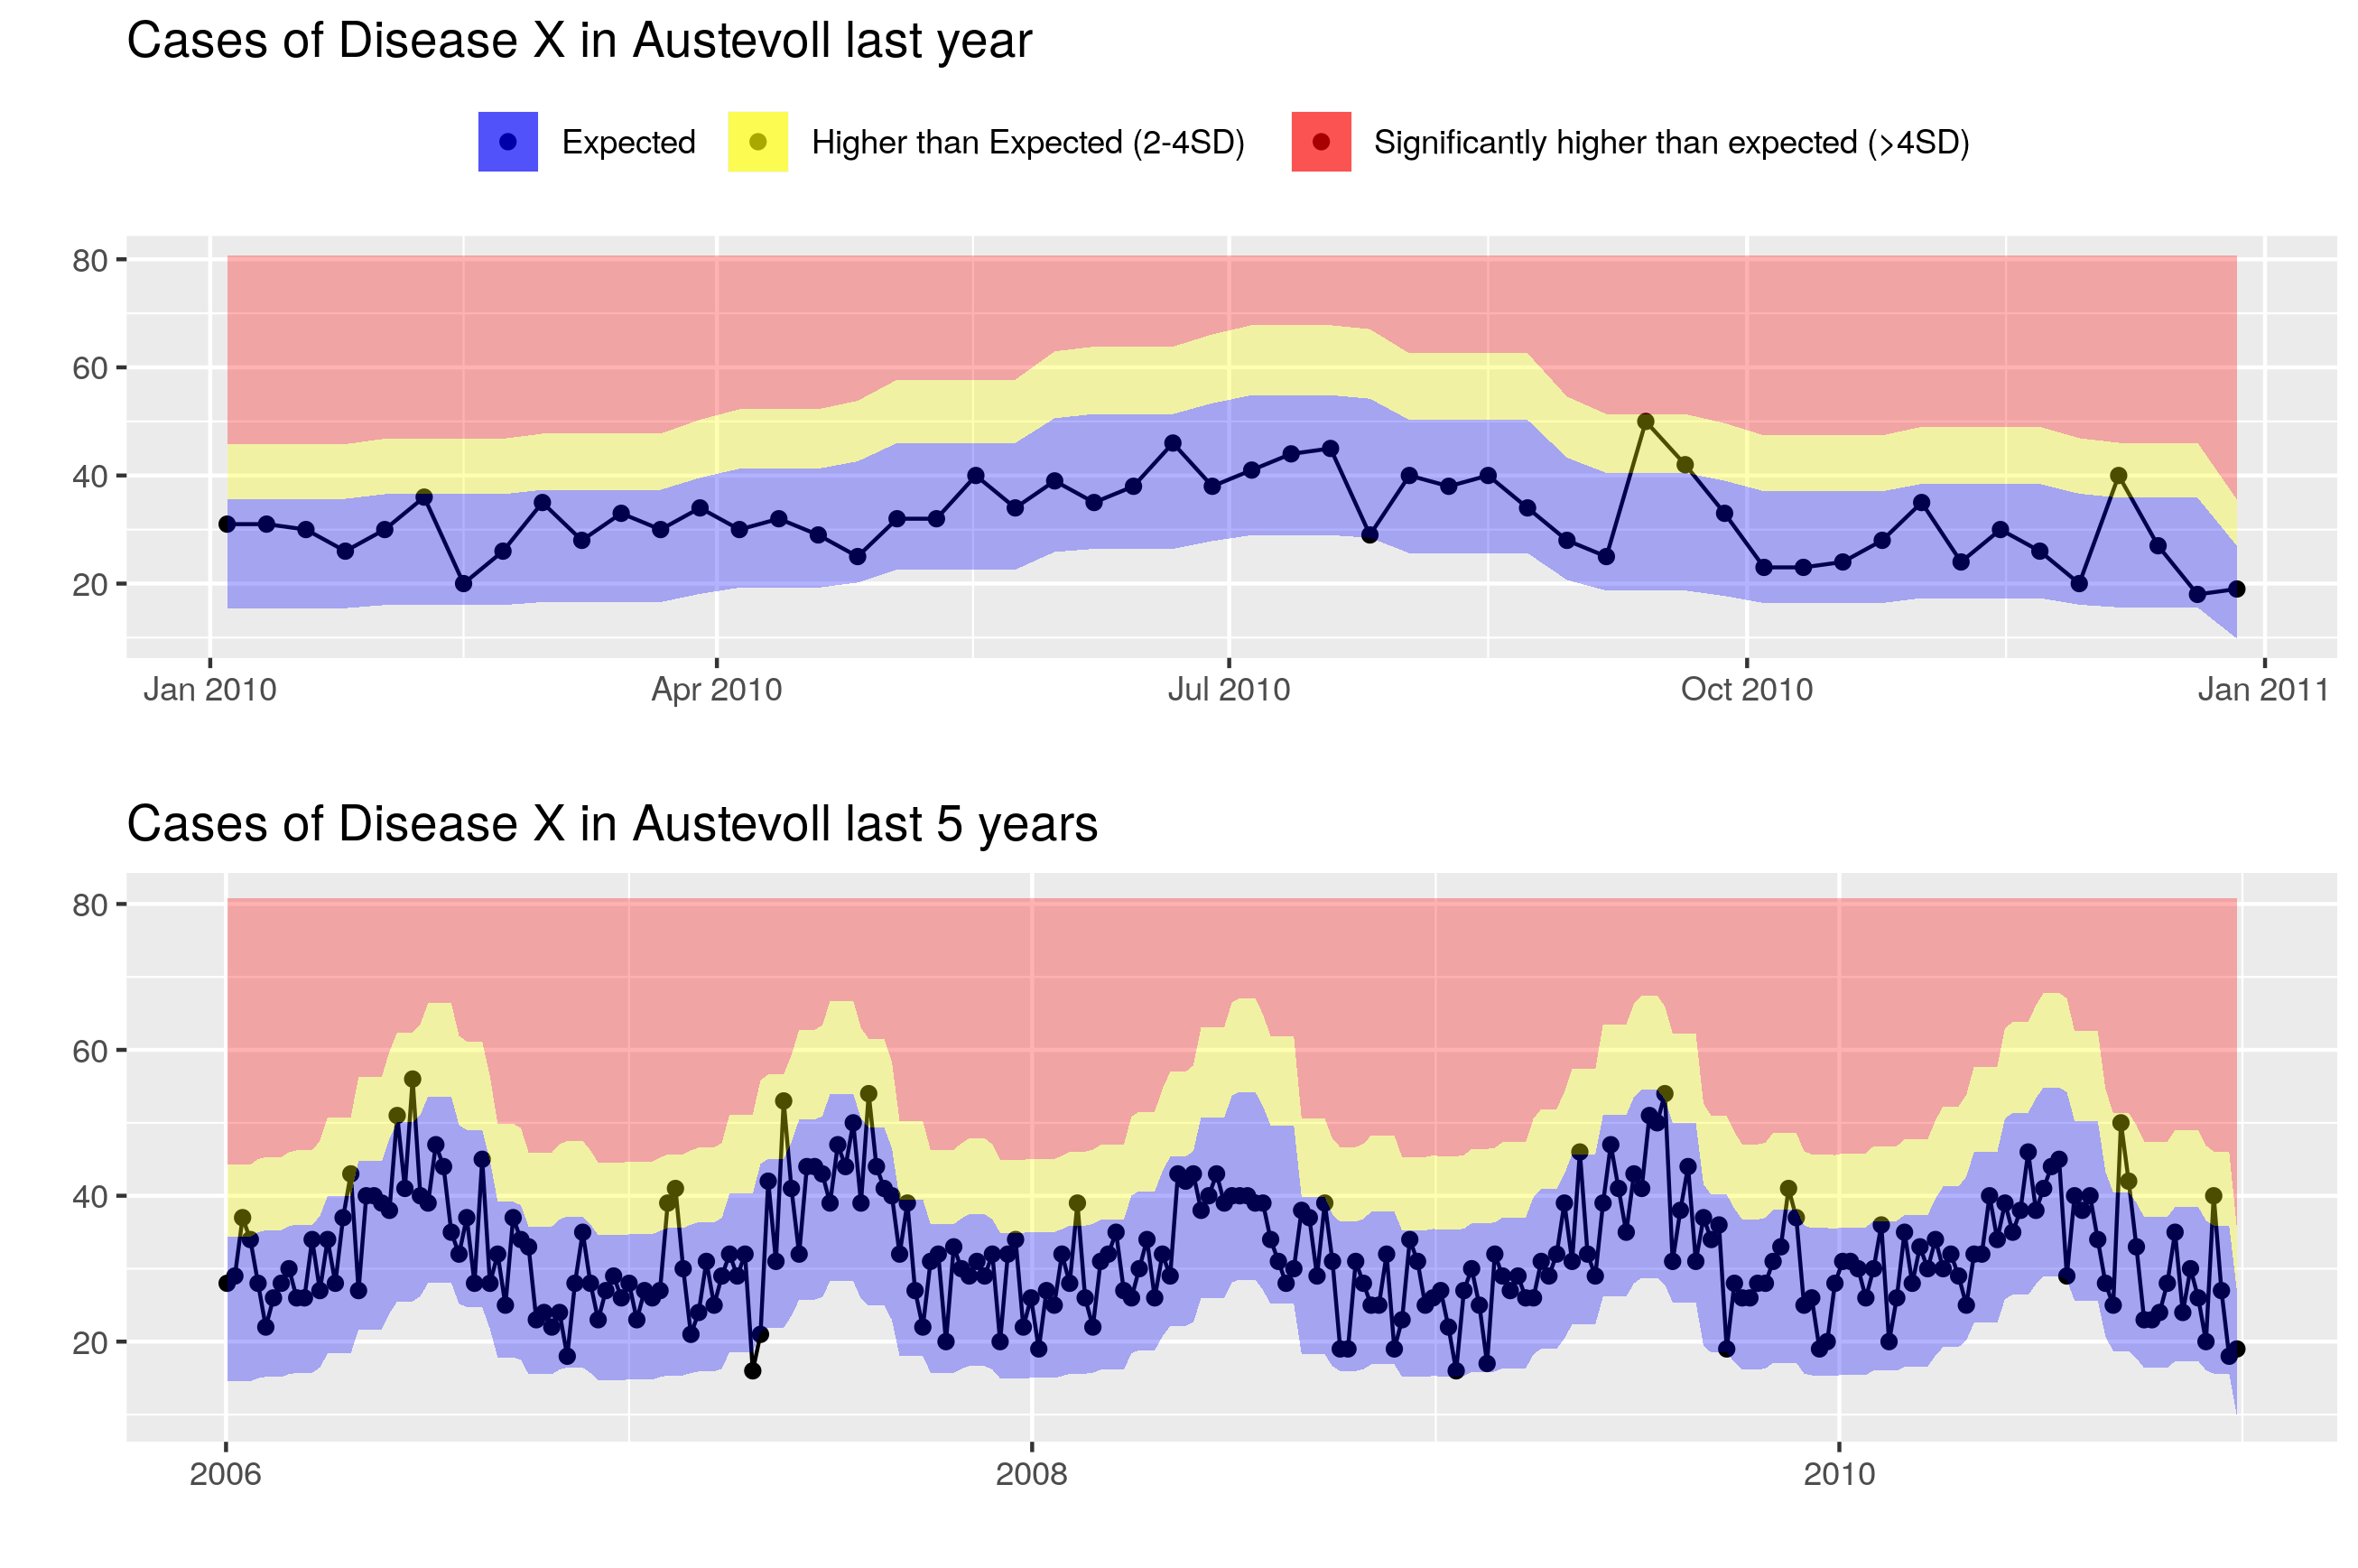 Cases of Disease X in Austevoll last year
Expected Higher than Expected (2-4SD) Significantly higher than expected (>4SD)
80
60
40
20
Jan 2010 Apr 2010 Jul 2010 Oct 2010 Jan 2011
Cases of Disease X in Austevoll last 5 years
80
60
40
20
2006 2008 2010